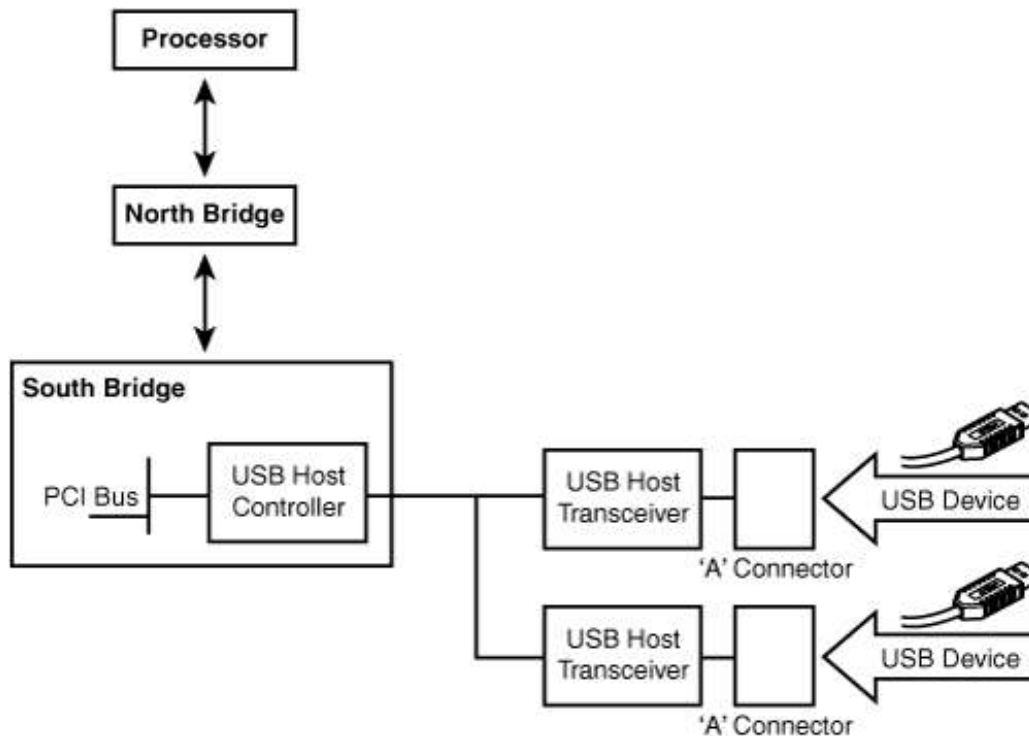 Processor
North Bridge
South Bridge
PCI Bus
USB Host
Controller
USB Host
Transceiver
'A' Connector
USB Device
USB Host
Transceiver
'A' Connector
USB Device